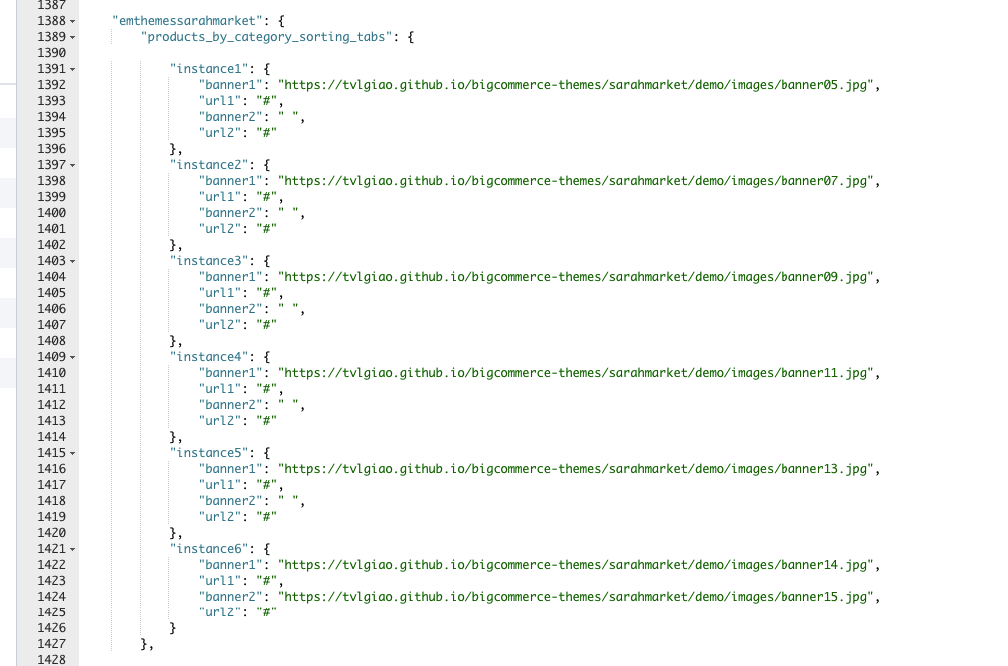 1387
1388 "emthemessarahmarket": {
1389 "products_by_category_sorting_tabs": {
1390
1391 "instance1": {
1392 "banner1": "https://tvlgiao.github.io/bigcommerce-themes/sarahmarket/demo/images/banner05.jpg",
1393 "url1": "#",
1394 "banner2": " ",
1395 "url2": "#"
1396 },
1397 "instance2": {
1398 "banner1": "https://tvlgiao.github.io/bigcommerce-themes/sarahmarket/demo/images/banner07.jpg",
1399 "url1": "#",
1400 "banner2": " ",
1401 "url2": "#"
1402 },
1403 "instance3": {
1404 "banner1": "https://tvlgiao.github.io/bigcommerce-themes/sarahmarket/demo/images/banner09.jpg",
1405 "url1": "#",
1406 "banner2": " ",
1407 "url2": "#"
1408 },
1409 "instance4": {
1410 "banner1": "https://tvlgiao.github.io/bigcommerce-themes/sarahmarket/demo/images/banner11.jpg",
1411 "url1": "#",
1412 "banner2": " ",
1413 "url2": "#"
1414 },
1415 "instance5": {
1416 "banner1": "https://tvlgiao.github.io/bigcommerce-themes/sarahmarket/demo/images/banner13.jpg",
1417 "url1": "#",
1418 "banner2": " ",
1419 "url2": "#"
1420 },
1421 "instance6": {
1422 "banner1": "https://tvlgiao.github.io/bigcommerce-themes/sarahmarket/demo/images/banner14.jpg",
1423 "url1": "#",
1424 "banner2": "https://tvlgiao.github.io/bigcommerce-themes/sarahmarket/demo/images/banner15.jpg",
1425 "url2": "#"
1426 }
1427 },
1428